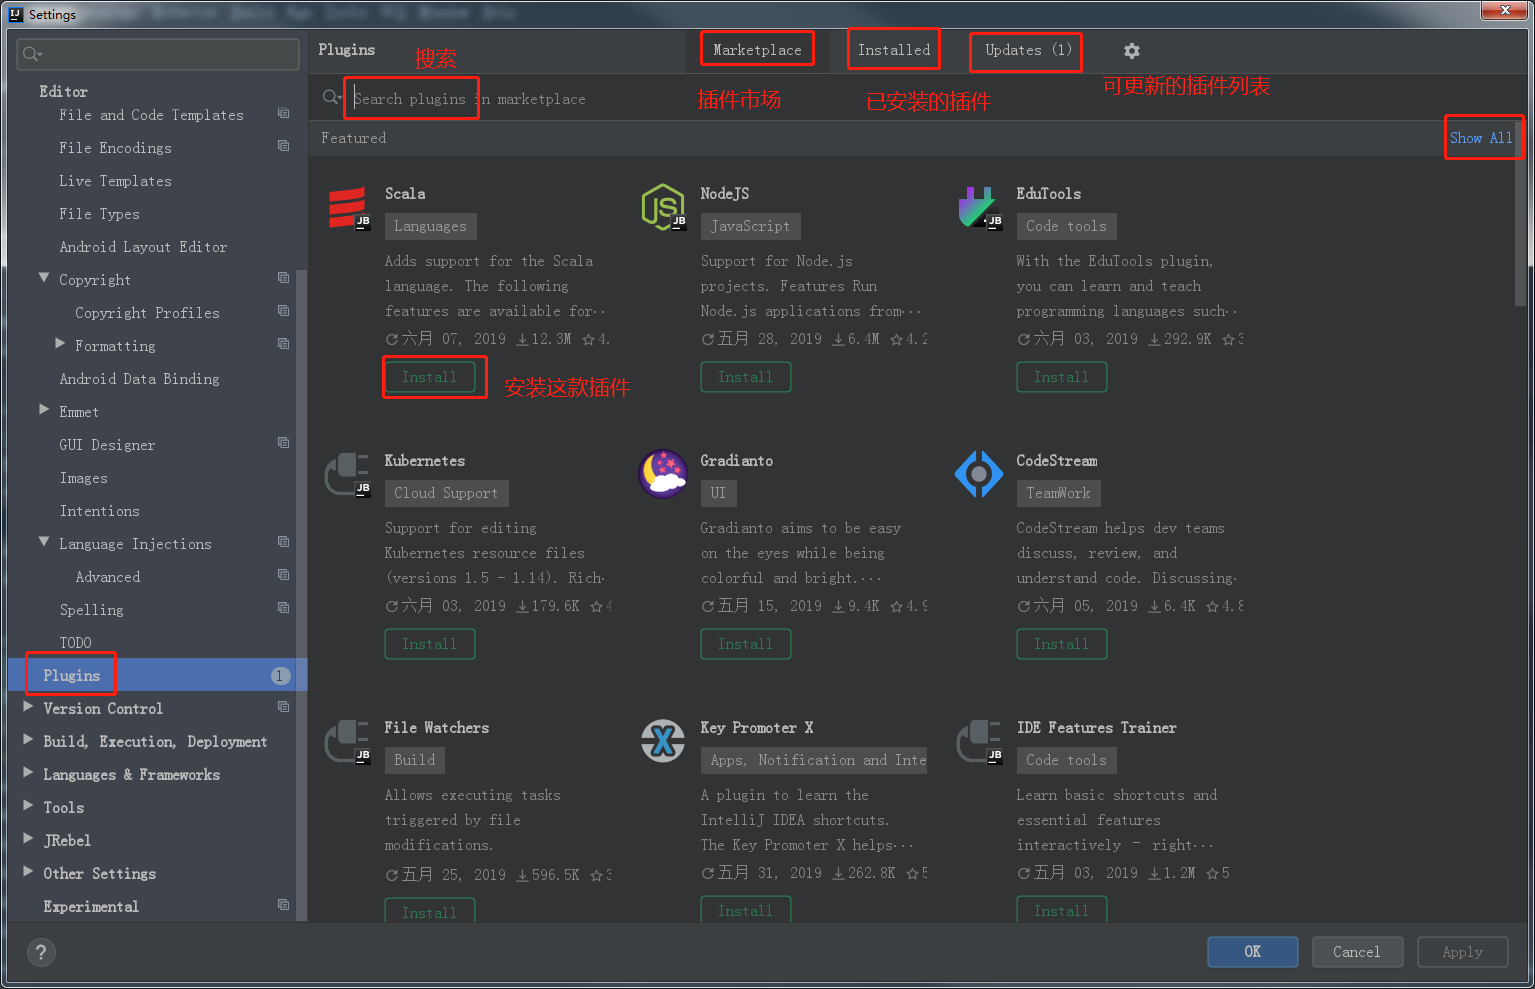 Settings
Plugins
搜索
Marketplace
Installed
Updates (1)
Search plugins in marketplace
插件市场
已安装的插件
可更新的插件列表
Featured
Show All
Editor
File and Code Templates
File Encodings
Live Templates
File Types
Android Layout Editor
Copyright
Copyright Profiles
Formatting
Android Data Binding
Emmet
GUI Designer
Images
Intentions
Language Injections
Advanced
Spelling
TODO
Plugins
1
Version Control
Build, Execution, Deployment
Languages & Frameworks
Tools
JRebel
Other Settings
Experimental
Scala
Languages
Adds support for the Scala
language. The following
features are available for··
六月 07, 2019 12.3M 4.
Install
安装这款插件
NodeJS
JavaScript
Support for Node.js
projects. Features Run
Node.js applications from···
五月 28, 2019 6.4M 4.2
Install
EduTools
Code tools
With the EduTools plugin,
you can learn and teach
programming languages such··
六月 03, 2019 292.9K 3
Install
Kubernetes
Cloud Support
Support for editing
Kubernetes resource files
(versions 1.5 - 1.14). Rich·
六月 03, 2019 179.6K 4
Install
Gradianto
UI
Gradianto aims to be easy
on the eyes while being
colorful and bright.···
五月 15, 2019 9.4K 4.9
Install
CodeStream
TeamWork
CodeStream helps dev teams
discuss, review, and
understand code. Discussing·
六月 05, 2019 6.4K 4.8
Install
File Watchers
Build
Allows executing tasks
triggered by file
modifications.
五月 25, 2019 596.5K 3
Install
Key Promoter X
Apps, Notification and Inte
A plugin to learn the
IntelliJ IDEA shortcuts.
The Key Promoter X helps···
五月 31, 2019 262.8K 5
Install
IDE Features Trainer
Code tools
Learn basic shortcuts and
essential features
interactively – right···
五月 03, 2019 1.2M 5
Install
?
OK
Cancel
Apply